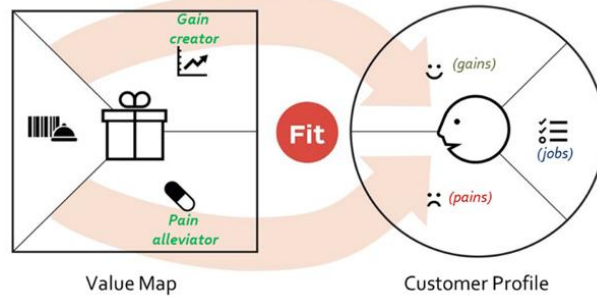 Gain
creator
(gains)
Fit
(jobs)
Pain
alleviator
(pains)
Value Map
Customer Profile